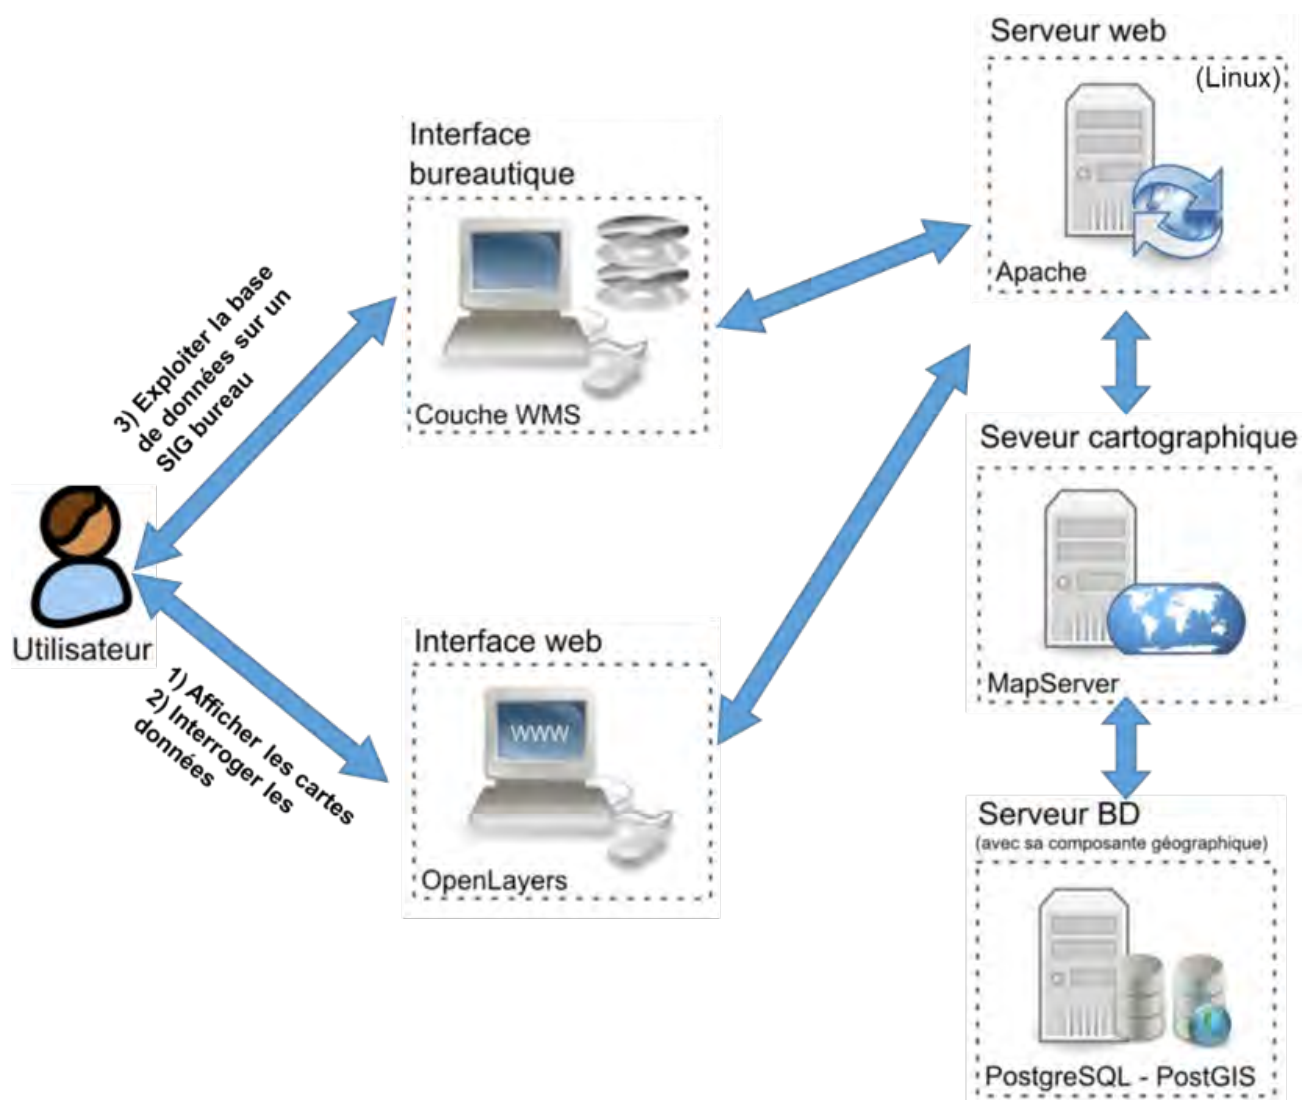 Serveur web
(Linux)
Apache
Interface
bureautique
Couche WMS
3) Exploiter la base
de données sur un
SIG bureau
Seveur cartographique
MapServer
Utilisateur
1) Afficher les cartes
2) Interroger les
données
Interface web
WWW
OpenLayers
Serveur BD
(avec sa composante géographique)
PostgreSQL - PostGIS